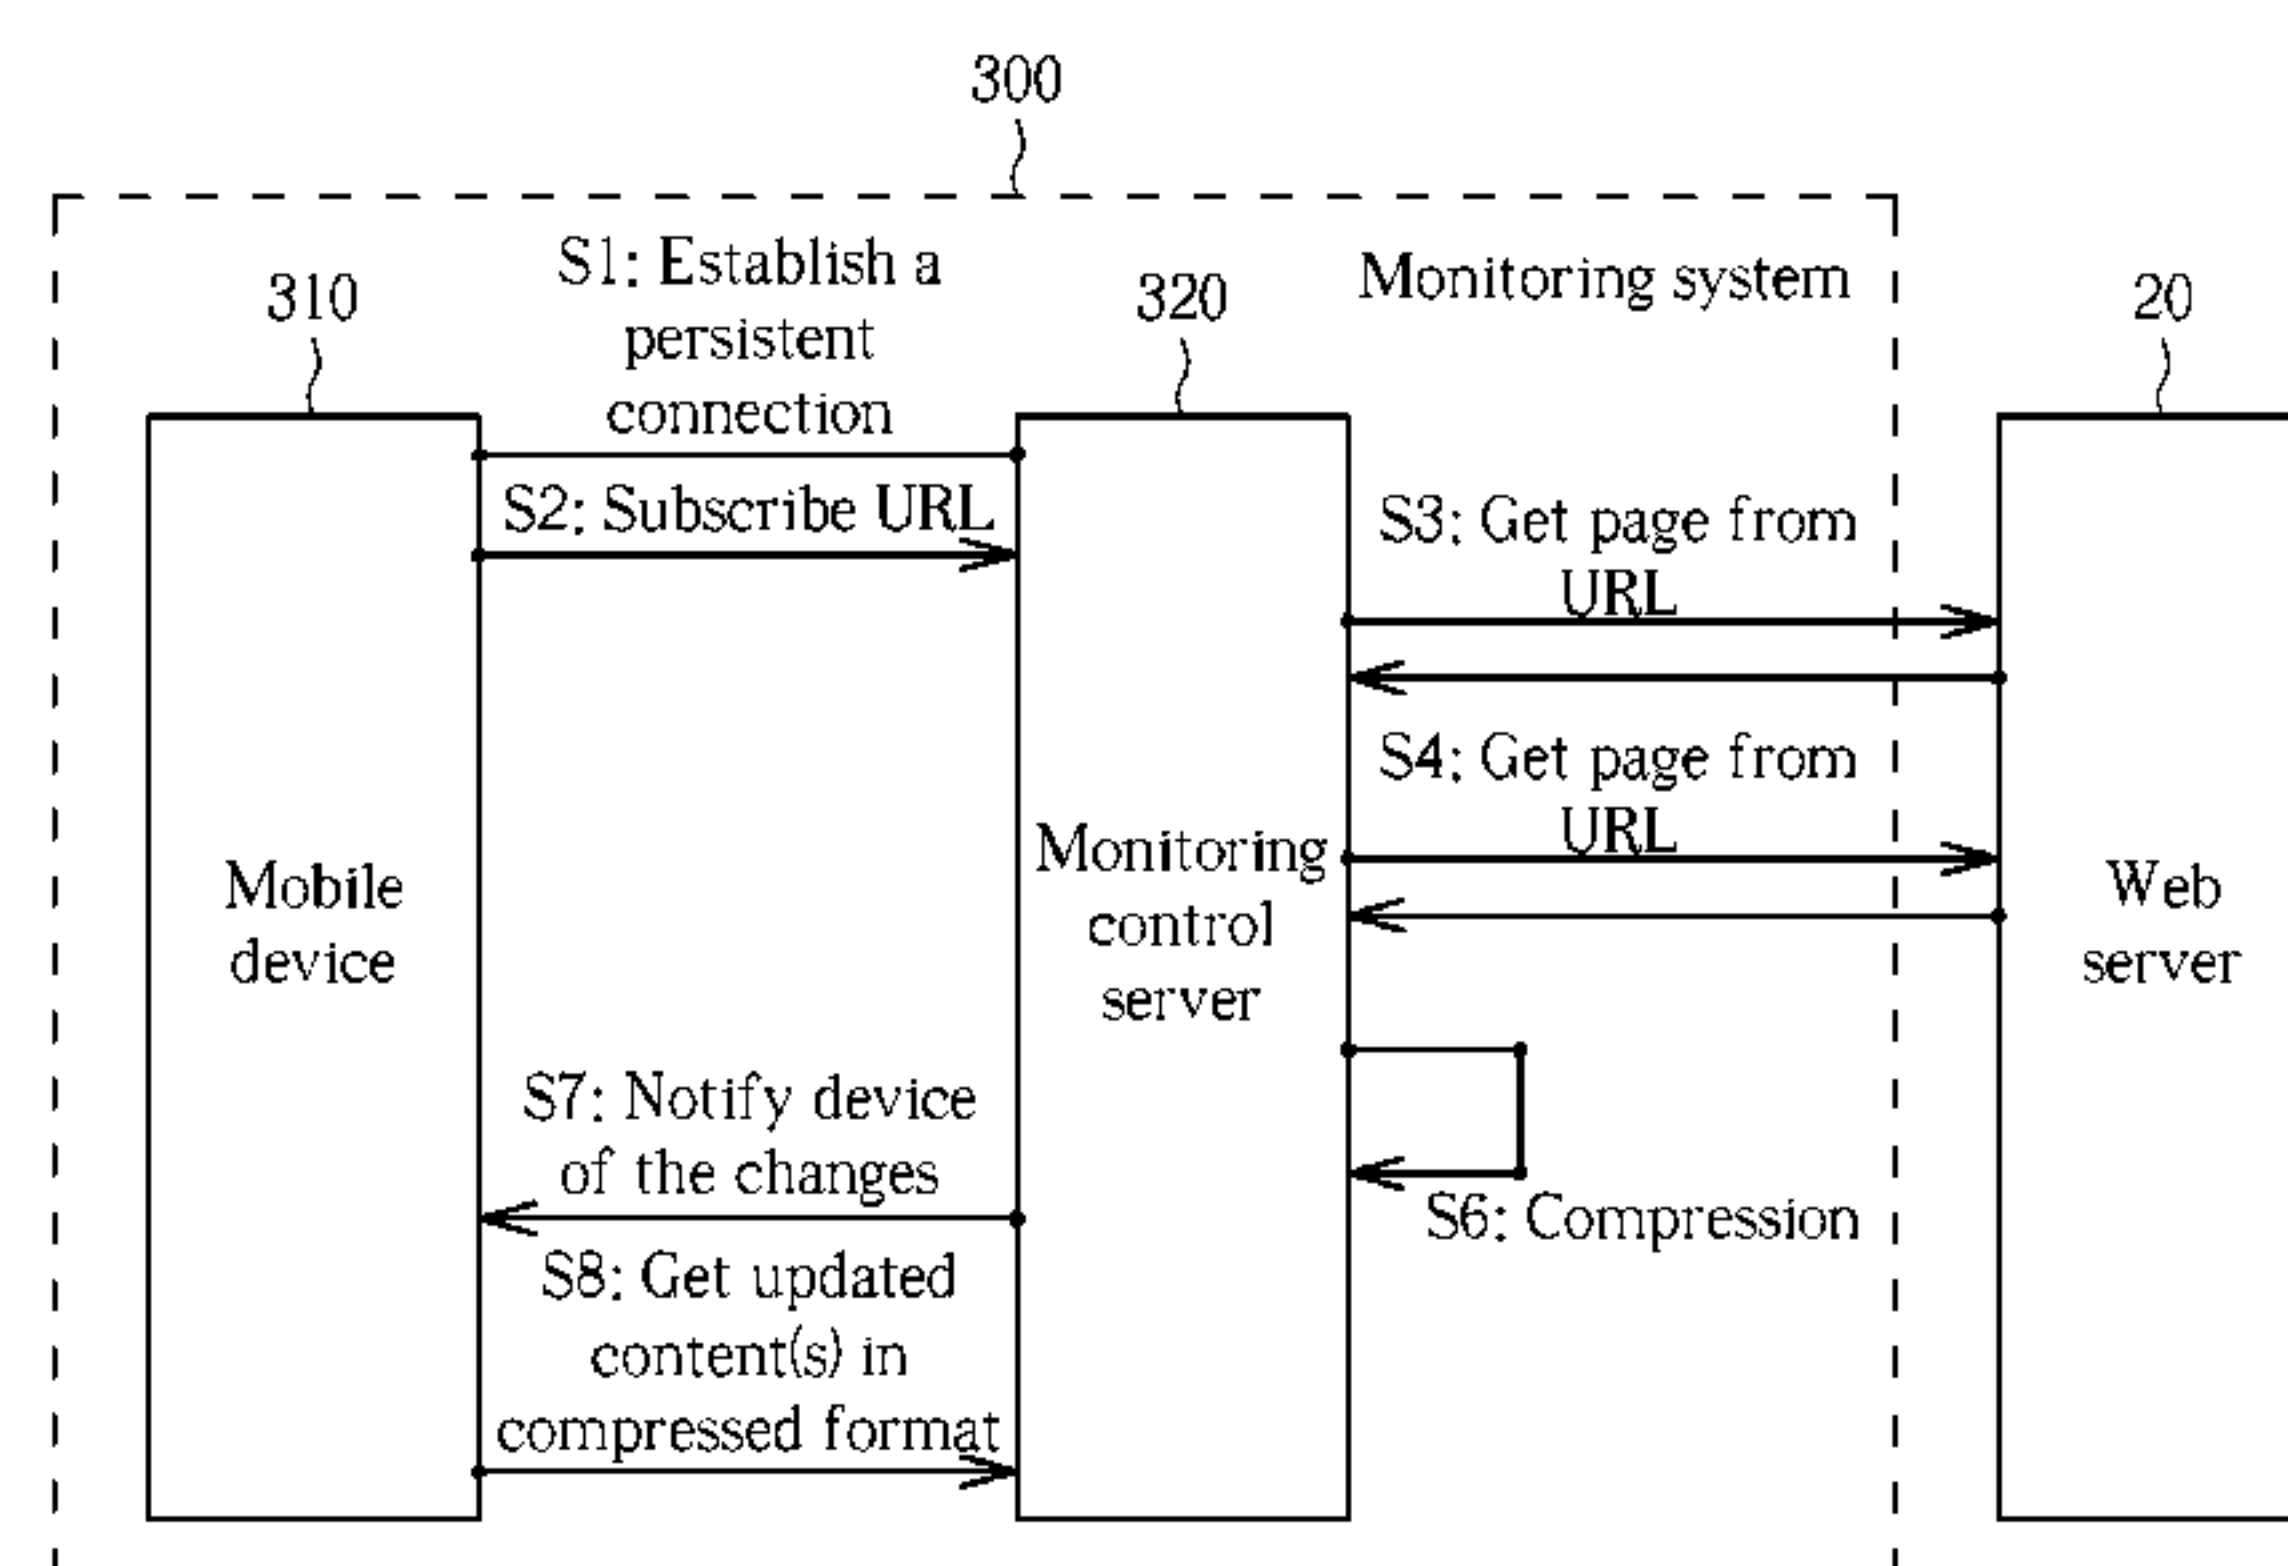 300
S1: Establish a
persistent
connection
Monitoring system
310
320
20
S2: Subscribe URL
S3: Get page from
URL
S4: Get page from
URL
Mobile
device
Monitoring
control
server
Web
server
S7: Notify device
of the changes
S6: Compression
S8: Get updated
content(s) in
compressed format